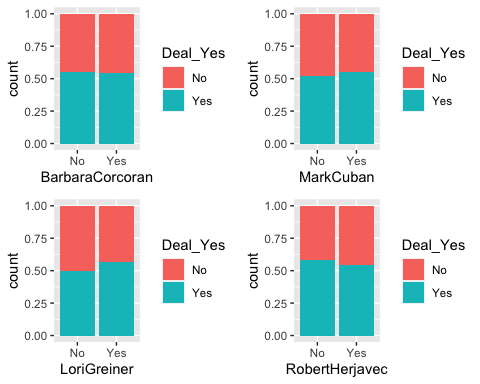 count
1.00
0.75
0.50
0.25
0.00
No Yes
BarbaraCorcoran
Deal_Yes
No
Yes
count
1.00
0.75
0.50
0.25
0.00
No Yes
MarkCuban
Deal_Yes
No
Yes
count
1.00
0.75
0.50
0.25
0.00
No Yes
LoriGreiner
Deal_Yes
No
Yes
count
1.00
0.75
0.50
0.25
0.00
No Yes
RobertHerjavec
Deal_Yes
No
Yes